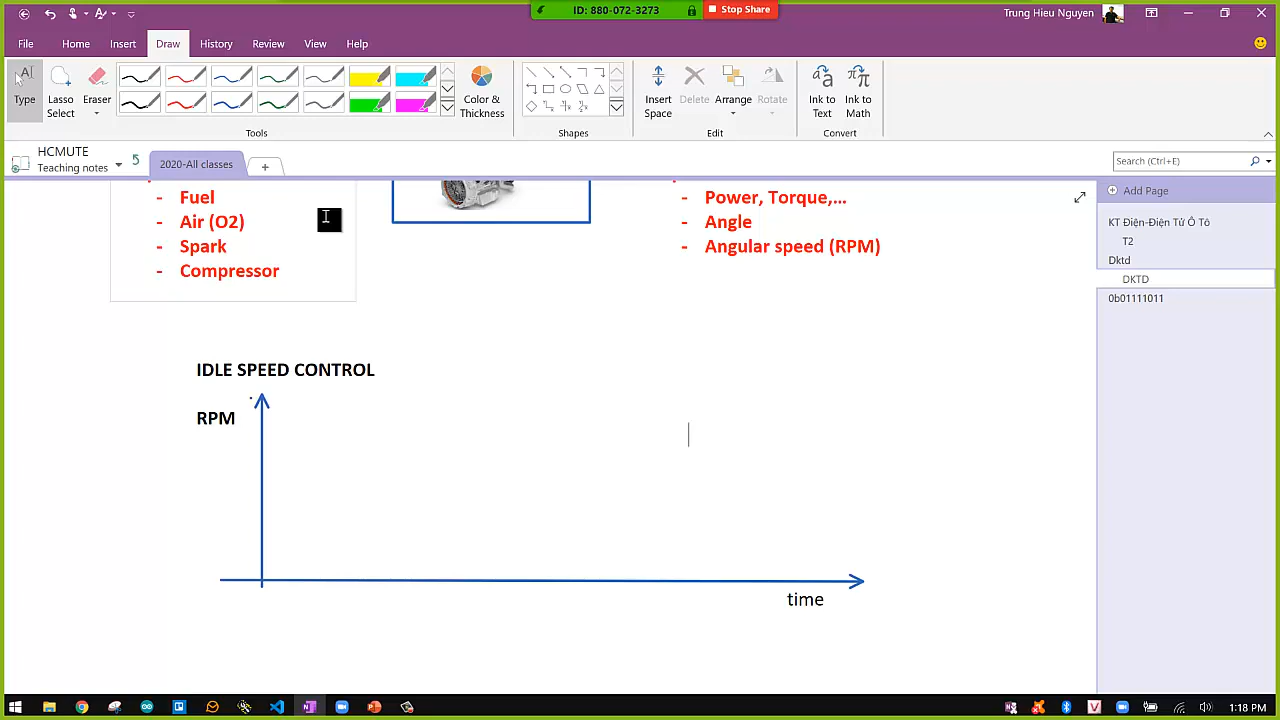 ID: 880-072-3273
Stop Share
Trung Hieu Nguyen
File
Home
Insert
Draw
History
Review
View
Help
Type
Lasso Select
Eraser
Color & Thickness
Insert Space
Delete
Arrange
Rotate
Ink to Text
Ink to Math
Tools
Shapes
Edit
Convert
HCMUTE
Teaching notes
5
2020-All classes
Search (Ctrl+E)
Add Page
KT Điện-Điện Tử Ô Tô
T2
Dktd
DKTD
0b01111011
- Fuel
- Air (O2)
- Spark
- Compressor
- Power, Torque,...
- Angle
- Angular speed (RPM)
IDLE SPEED CONTROL
RPM
time
1:18 PM